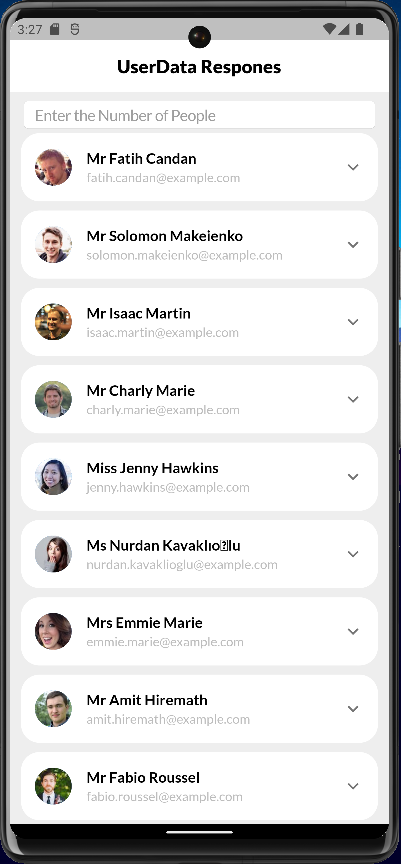 3:27
UserData Respones
Enter the Number of People
Mr Fatih Candan
fatih.candan@example.com
Mr Solomon Makeienko
solomon.makeienko@example.com
Mr Isaac Martin
isaac.martin@example.com
Mr Charly Marie
charly.marie@example.com
Miss Jenny Hawkins
jenny.hawkins@example.com
Ms Nurdan Kavaklıo�lu
nurdan.kavaklioglu@example.com
Mrs Emmie Marie
emmie.marie@example.com
Mr Amit Hiremath
amit.hiremath@example.com
Mr Fabio Roussel
fabio.roussel@example.com